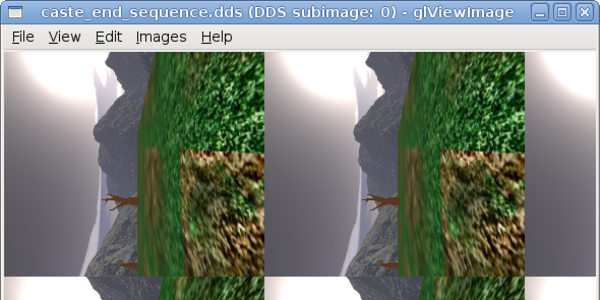 caste_end_sequence.dds (DDS subimage: 0) - glViewImage
File View Edit Images Help